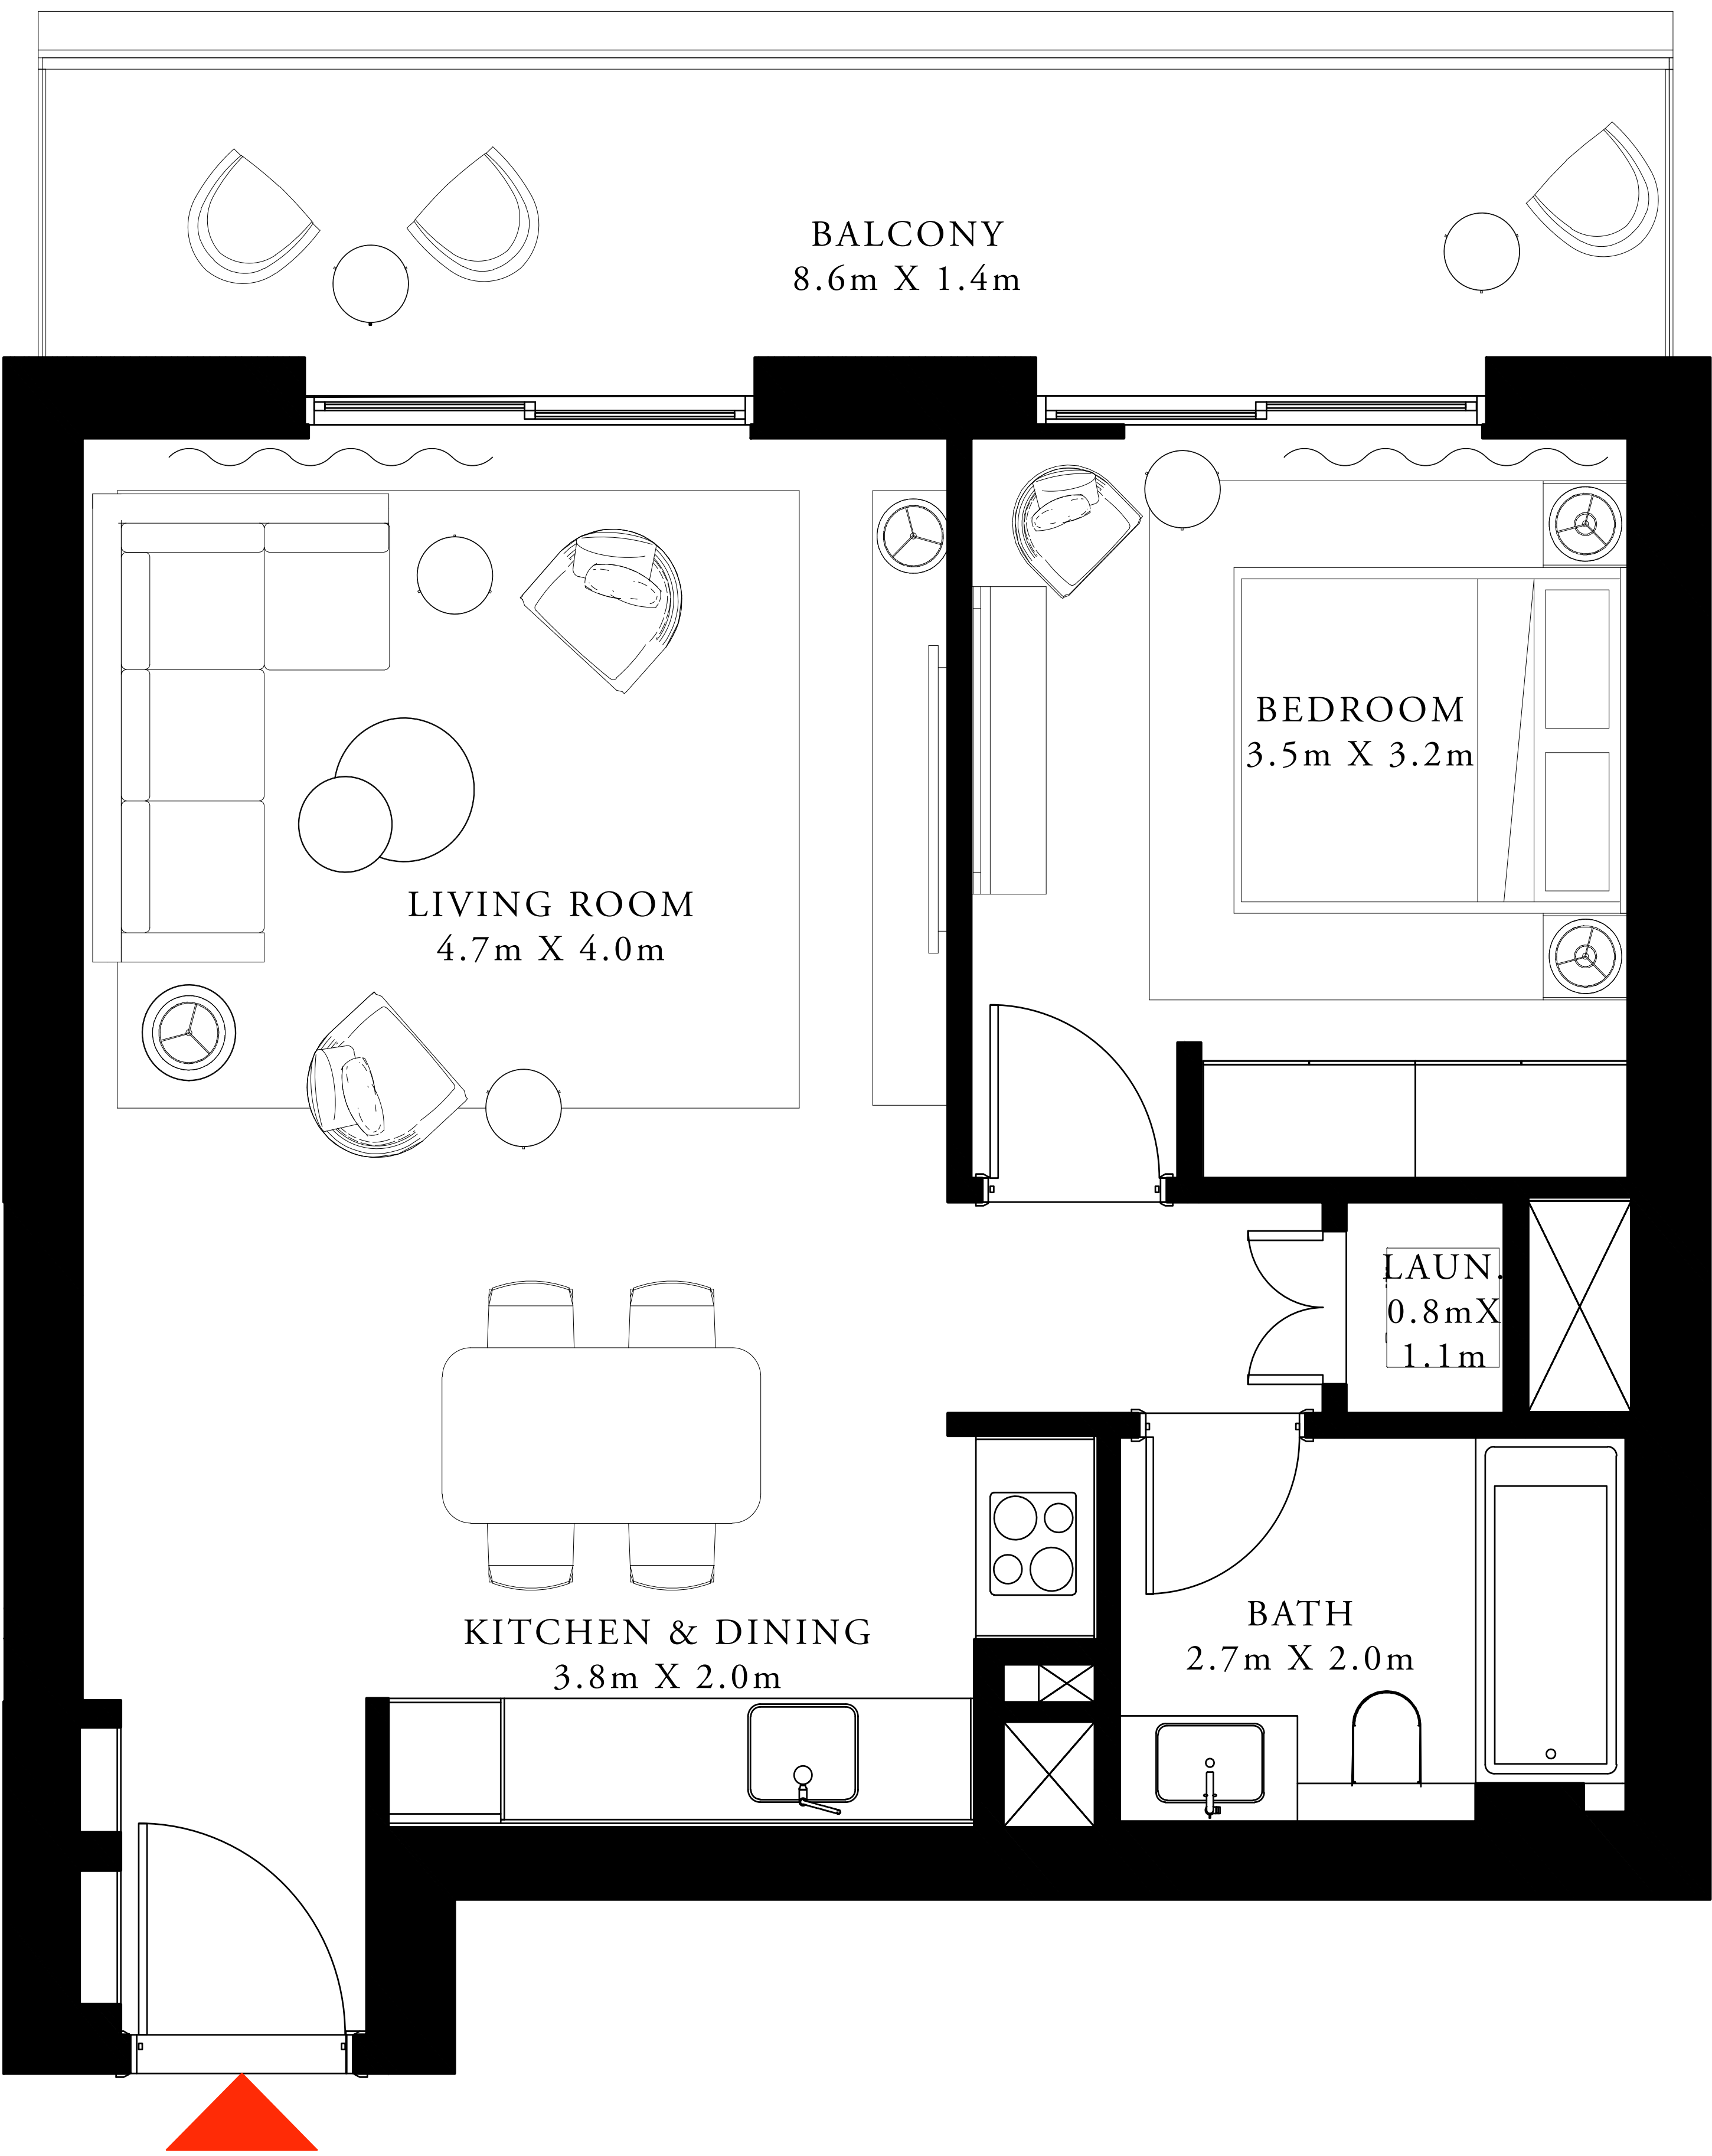 BALCONY
8.6m X 1.4m
BEDROOM
3.5m X 3.2m
LIVING ROOM
4.7m X 4.0m
LAUN.
0.8mX
1.1m
KITCHEN & DINING
3.8m X 2.0m
BATH
2.7m X 2.0m